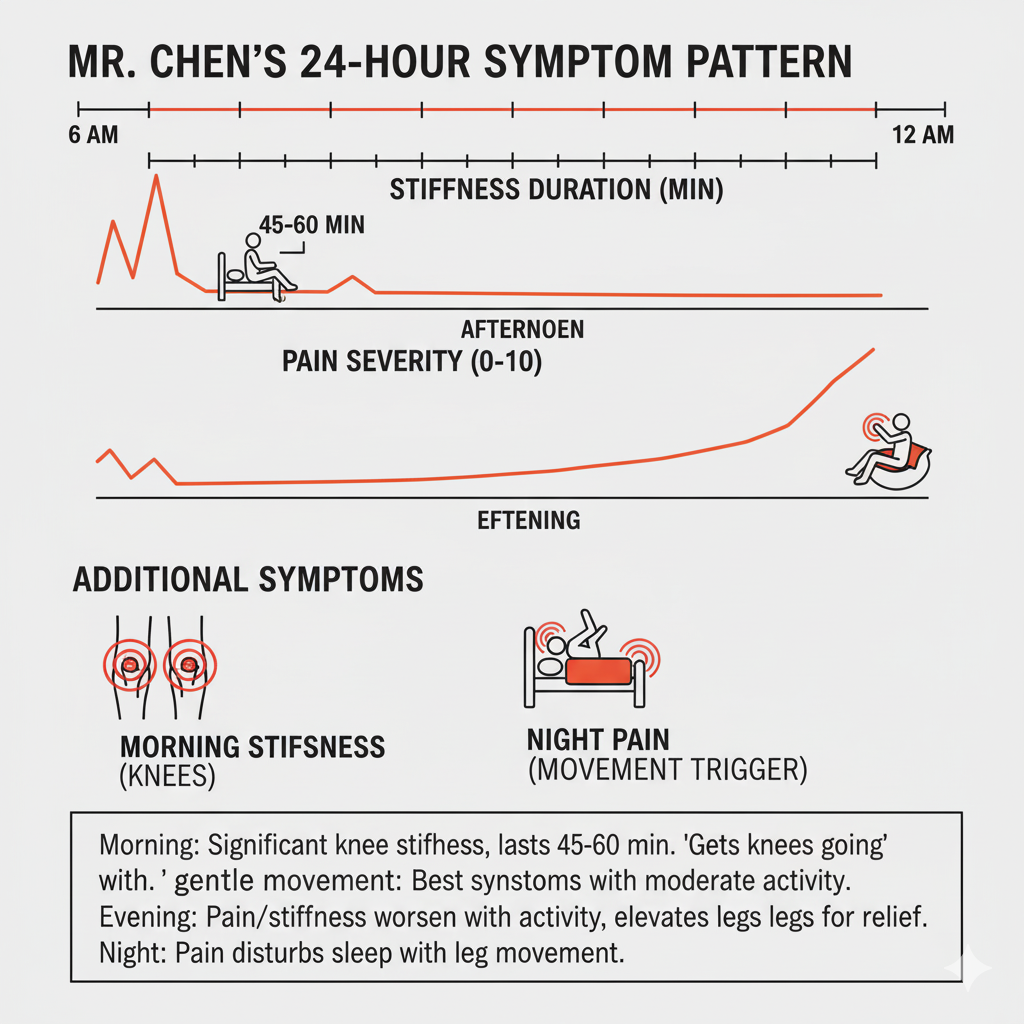 MR. CHEN'S 24-HOUR SYMPTOM PATTERN
6 AM
12 AM
STIFFNESS DURATION (MIN)
45-60 MIN
AFTERNOEN
PAIN SEVERITY (0-10)
EFTENING
ADDITIONAL SYMPTOMS
MORNING STIFSNESS
(KNEES)
NIGHT PAIN
(MOVEMENT TRIGGER)
Morning: Significant knee stifhess, lasts 45-60 min. 'Gets knees going'
with. ' gentle movement: Best synstoms with moderate activity.
Evening: Pain/stiffness worsen with activity, elevates legs legs for relief.
Night: Pain disturbs sleep with leg movement.